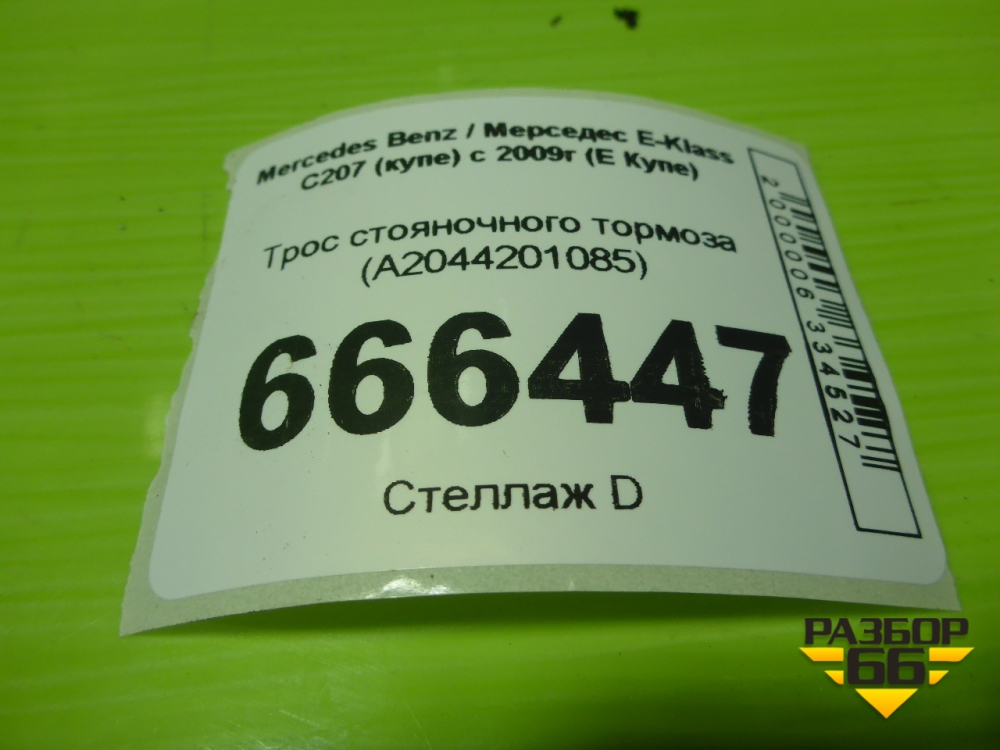 Mercedes Benz / Мерседес E-Klass
C207 (купе) с 2009г (Е Купе)
Трос стояночного тормоза
(A2044201085)
666447
Стеллаж D
2000006334527
РАЗБОР
66